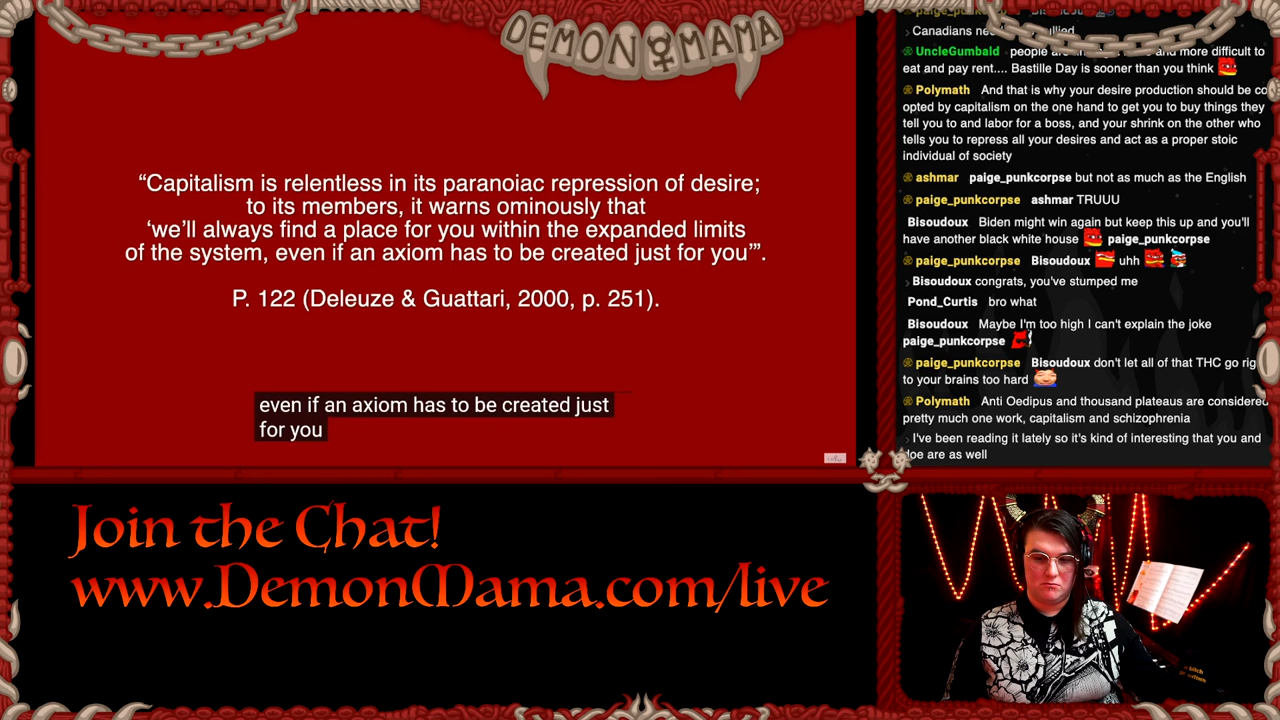 DEMON MAMA
“Capitalism is relentless in its paranoiac repression of desire;
to its members, it warns ominously that
‘we’ll always find a place for you within the expanded limits
of the system, even if an axiom has to be created just for you’”.
P. 122 (Deleuze & Guattari, 2000, p. 251).
even if an axiom has to be created just
for you
Canadians
UncleGumbald people and more difficult to
eat and pay rent.... Bastille Day is sooner than you think
Polymath And that is why your desire production should be co
opted by capitalism on the one hand to get you to buy things they
tell you to and labor for a boss, and your shrink on the other who
tells you to repress all your desires and act as a proper stoic
individual of society
ashmar paige_punkcorpse but not as much as the English
paige_punkcorpse ashmar TRUUU
Bisoudoux Biden might win again but keep this up and you'll
have another black white house paige_punkcorpse
paige_punkcorpse Bisoudoux uhh
Bisoudoux congrats, you've stumped me
Pond_Curtis bro what
Bisoudoux Maybe I'm too high I can't explain the joke
paige_punkcorpse
paige_punkcorpse Bisoudoux don't let all of that THC go rig
to your brains too hard
Polymath Anti Oedipus and thousand plateaus are considered
pretty much one work, capitalism and schizophrenia
I've been reading it lately so it's kind of interesting that you and
doe are as well
Join the Chat!
www.DemonMama.com/live